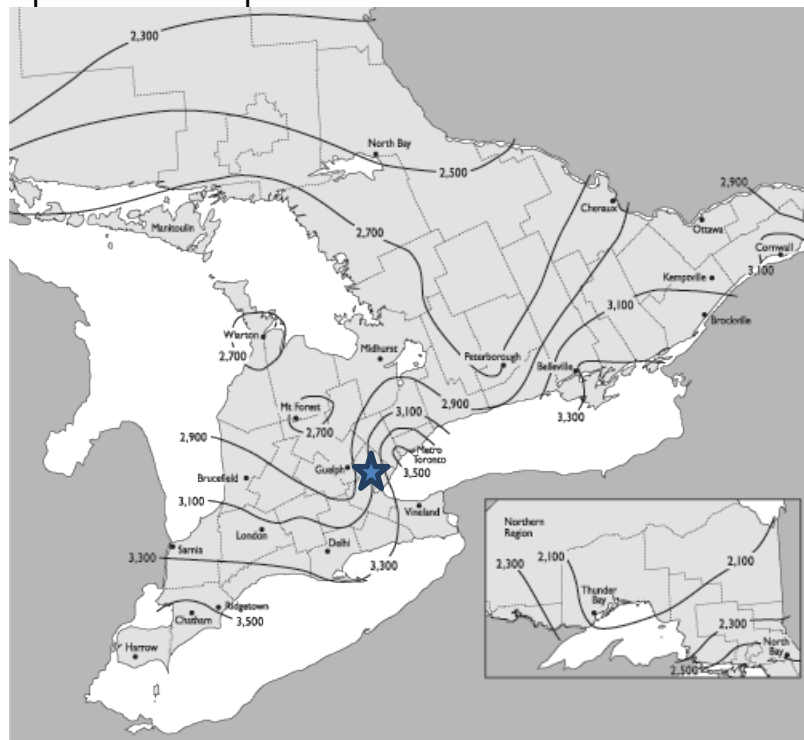 2,300
North Bay
2,500
2,900
Cheraux
Manitoulin
2,700
Ottawa
Cornwall
3,100
Kemptville
3,100
Brockville
Wiarton
2,700
Midhurst
Peterborough
Belleville
Mt Forest
3,100
2,900
3,300
2,700
2,900
Metro
Toronto
Guelph
3,500
Brucefield
3,100
Vineland
London
Delhi
3,300
Sarnia
3,300
Ridgetown
Chatham
3,500
Harrow
Northern
Region
2,300
2,100
2,100
Thunder
Bay
2,300
North
Bay
2,500